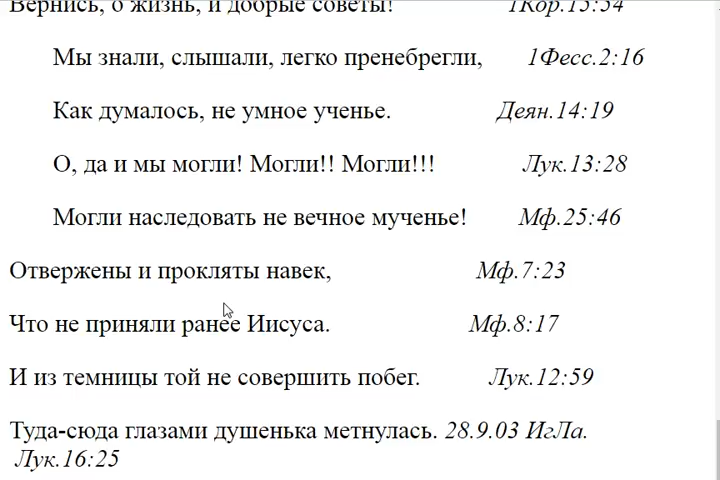 Вернись, о жизнь, и добрые советы! 1Кор.15:54
Мы знали, слышали, легко пренебрегли, 1Фесс.2:16
Как думалось, не умное ученье. Деян.14:19
О, да и мы могли! Могли!! Могли!!! Лук.13:28
Могли наследовать не вечное мученье! Мф.25:46
Отвержены и прокляты навек, Мф.7:23
Что не приняли ранее Иисуса. Мф.8:17
И из темницы той не совершить побег. Лук.12:59
Туда-сюда глазами душенька метнулась. 28.9.03 ИгЛа.
Лук.16:25